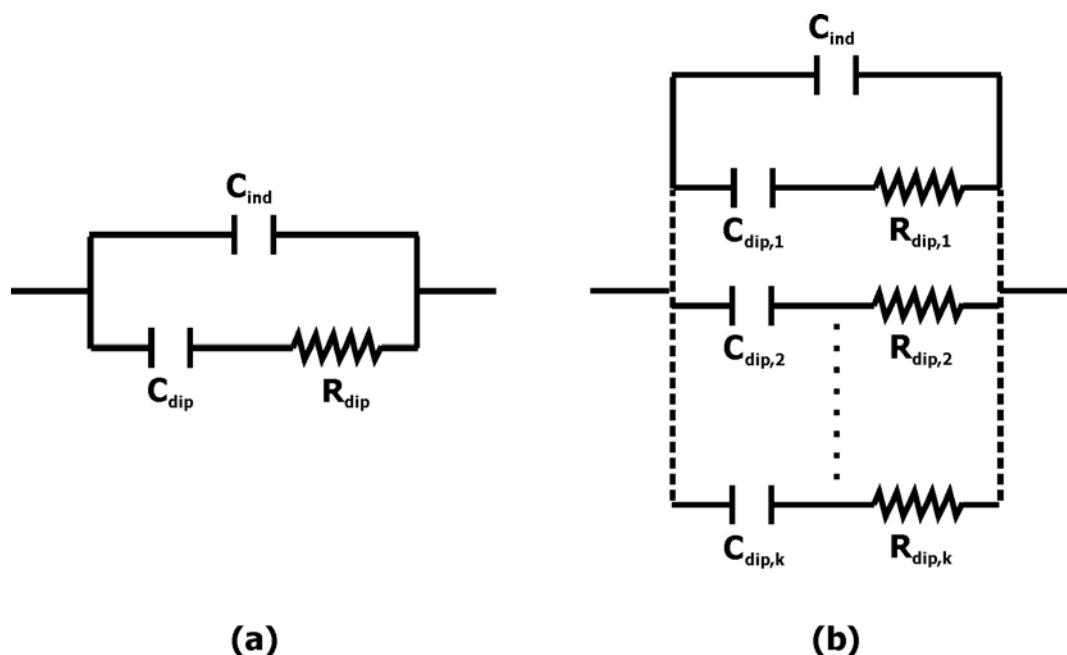 C_ind
C_dip
R_dip
(a)
C_ind
C_dip,1
R_dip,1
C_dip,2
R_dip,2
C_dip,k
R_dip,k
(b)